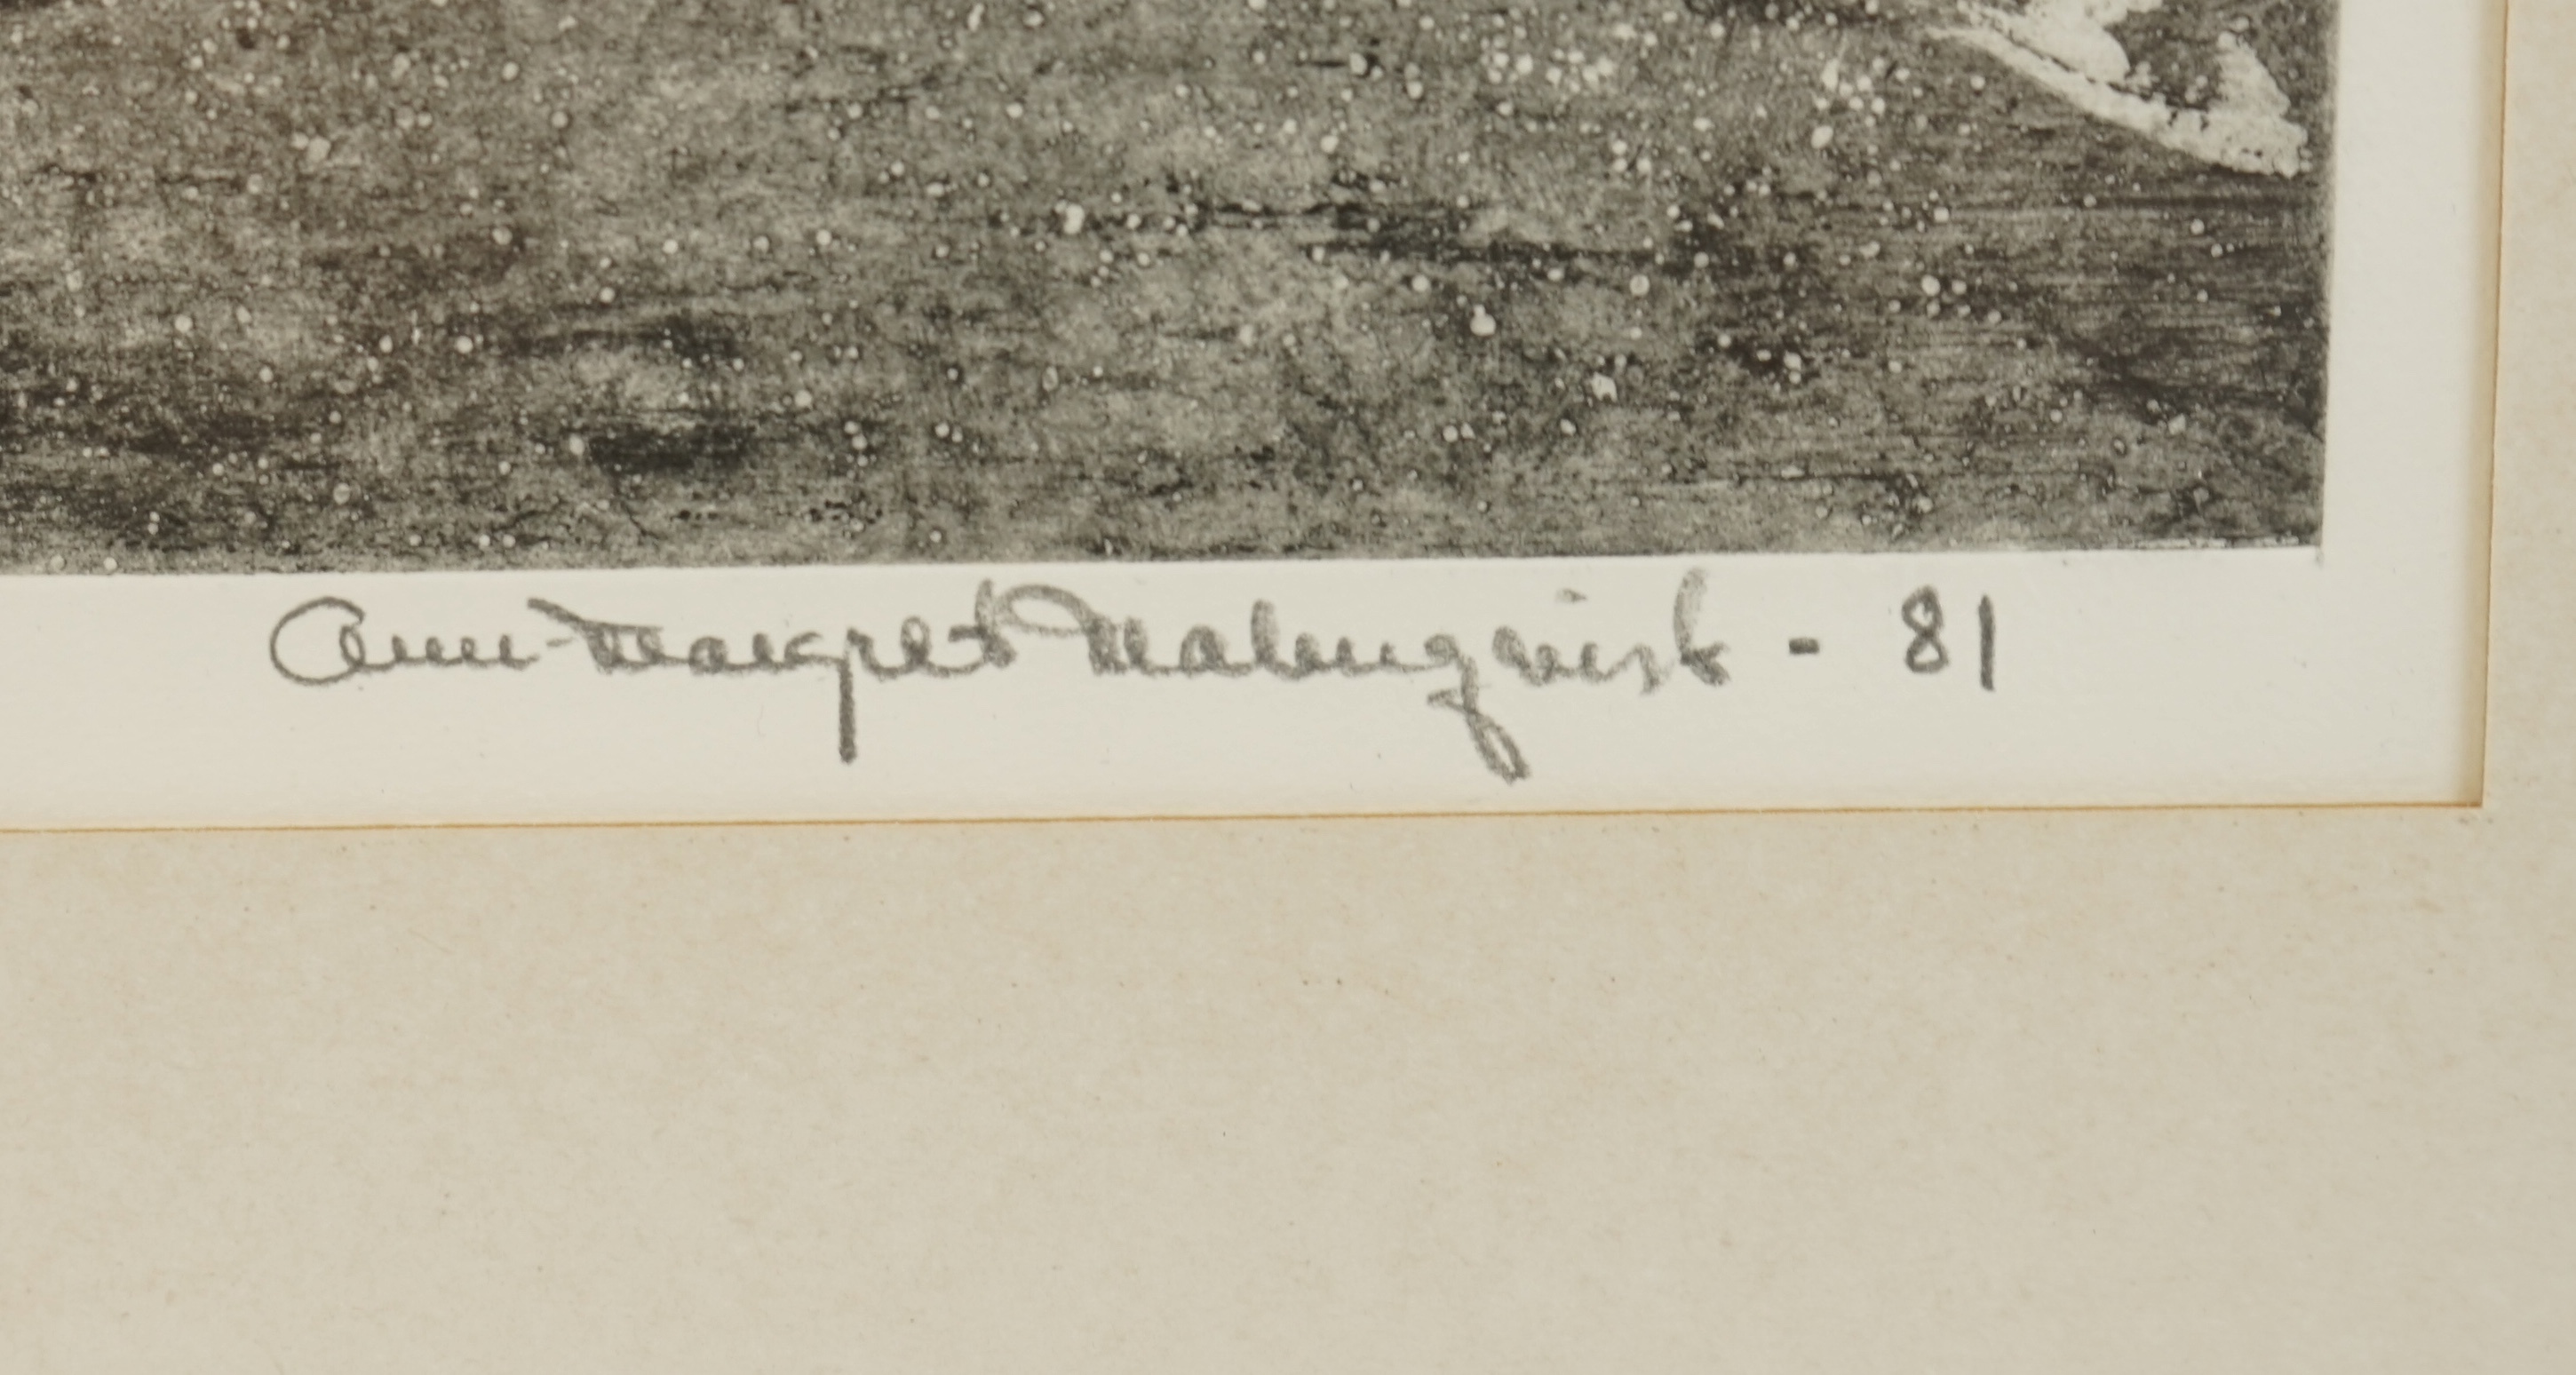 Ann-Margret Malmqvist - 81